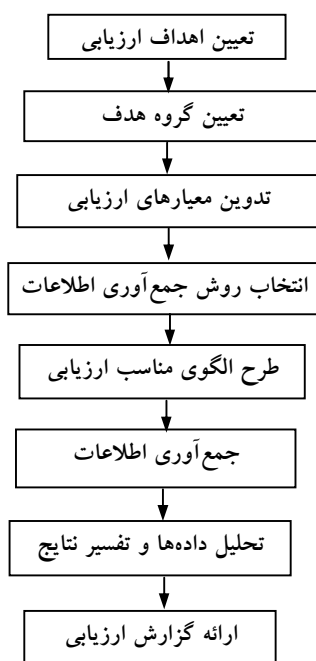 تعیین اهداف ارزیابی
تعیین گروه هدف
تدوین معیارهای ارزیابی
انتخاب روش جمع‌آوری اطلاعات
طرح الگوی مناسب ارزیابی
جمع‌آوری اطلاعات
تحلیل داده‌ها و تفسیر نتایج
ارائه گزارش ارزیابی